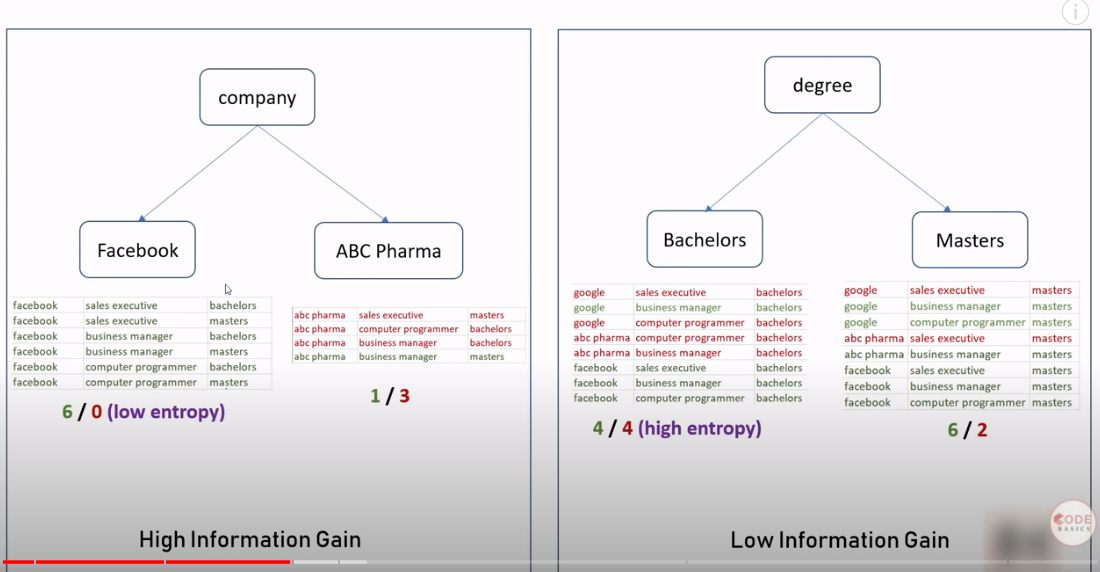 company
Facebook
ABC Pharma
facebook sales executive bachelors
facebook sales executive masters
facebook business manager bachelors
facebook business manager masters
facebook computer programmer bachelors
facebook computer programmer masters
6 / 0 (low entropy)
abc pharma sales executive masters
abc pharma computer programmer bachelors
abc pharma business manager bachelors
abc pharma business manager masters
1 / 3
High Information Gain
degree
Bachelors
Masters
google sales executive bachelors
google business manager bachelors
google computer programmer bachelors
abc pharma computer programmer bachelors
abc pharma business manager bachelors
facebook sales executive bachelors
facebook business manager bachelors
facebook computer programmer bachelors
4 / 4 (high entropy)
google sales executive masters
google business manager masters
google computer programmer masters
abc pharma sales executive masters
abc pharma business manager masters
facebook sales executive masters
facebook business manager masters
facebook computer programmer masters
6 / 2
Low Information Gain
CODE
BASICS